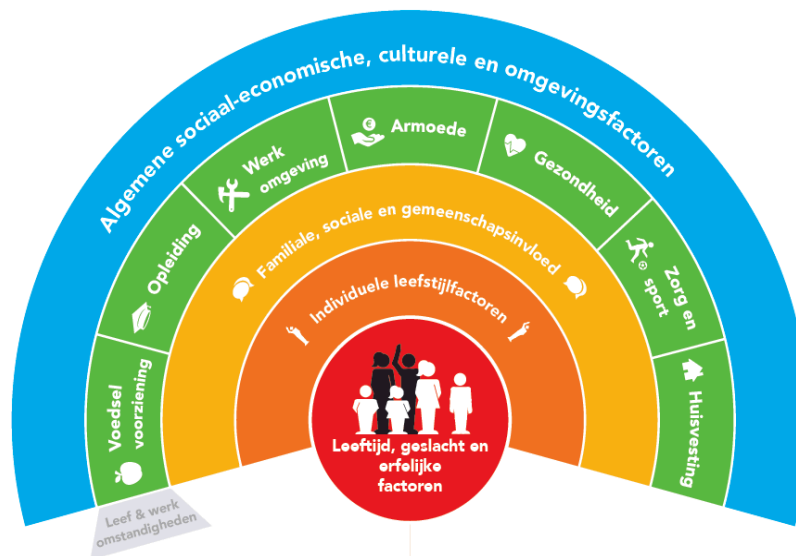 Algemene sociaal-economische, culturele en omgevingsfactoren
Voedsel
voorziening
Opleiding
Werk
omgeving
€
Armoede
Gezondheid
Zorg en
sport
Huisvesting
Familiale, sociale en gemeenschapsinvloed
Individuele leefstijlfactoren
Leeftijd, geslacht en
erfelijke
factoren
Leef & werk
omstandigheden